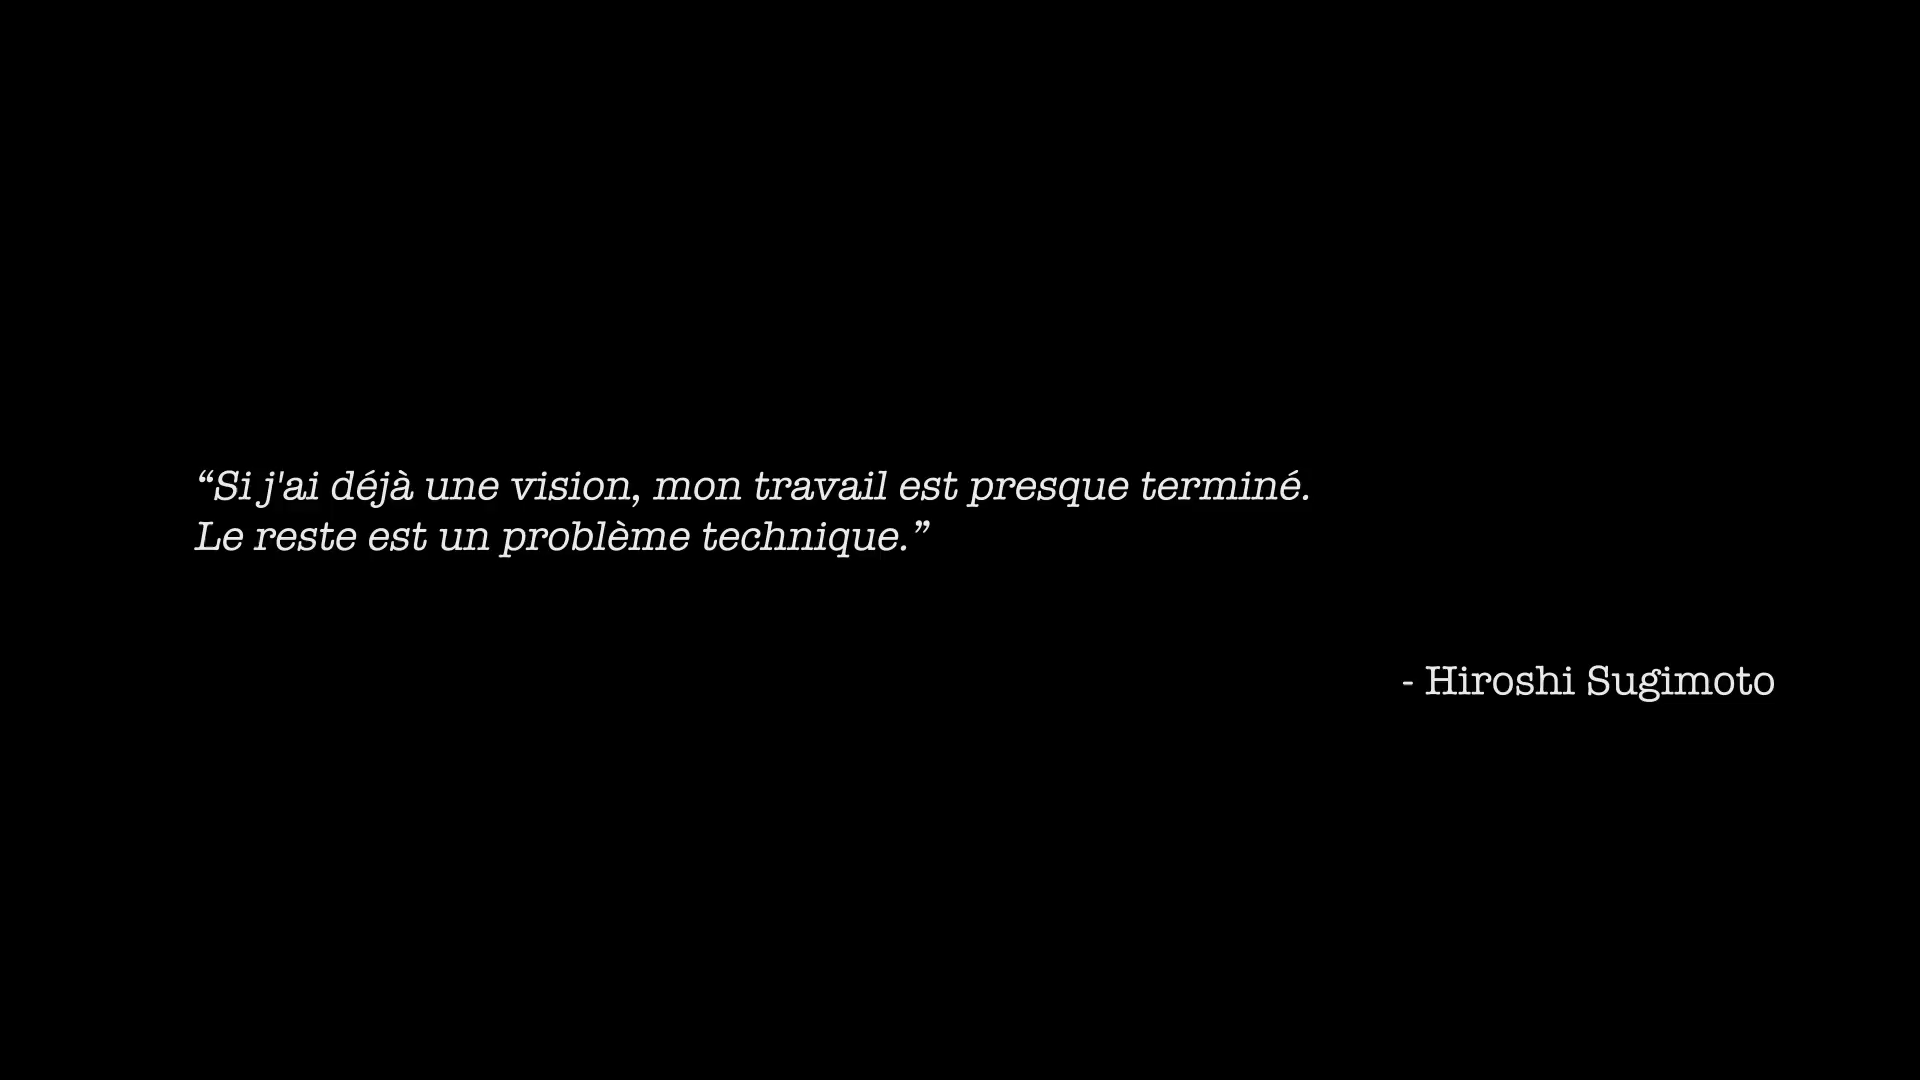 “Si j'ai déjà une vision, mon travail est presque terminé.
Le reste est un problème technique.”
- Hiroshi Sugimoto